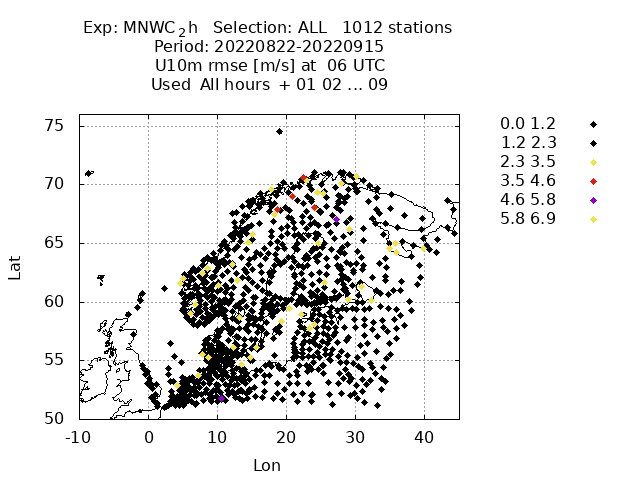 Exp: MNWC2h Selection: ALL 1012 stations
Period: 20220822-20220915
U10m rmse [m/s] at 06 UTC
Used All hours + 01 02 ... 09
75
70
65
60
55
50
Lat
-10 0 10 20 30 40
Lon
0.0 1.2
1.2 2.3
2.3 3.5
3.5 4.6
4.6 5.8
5.8 6.9